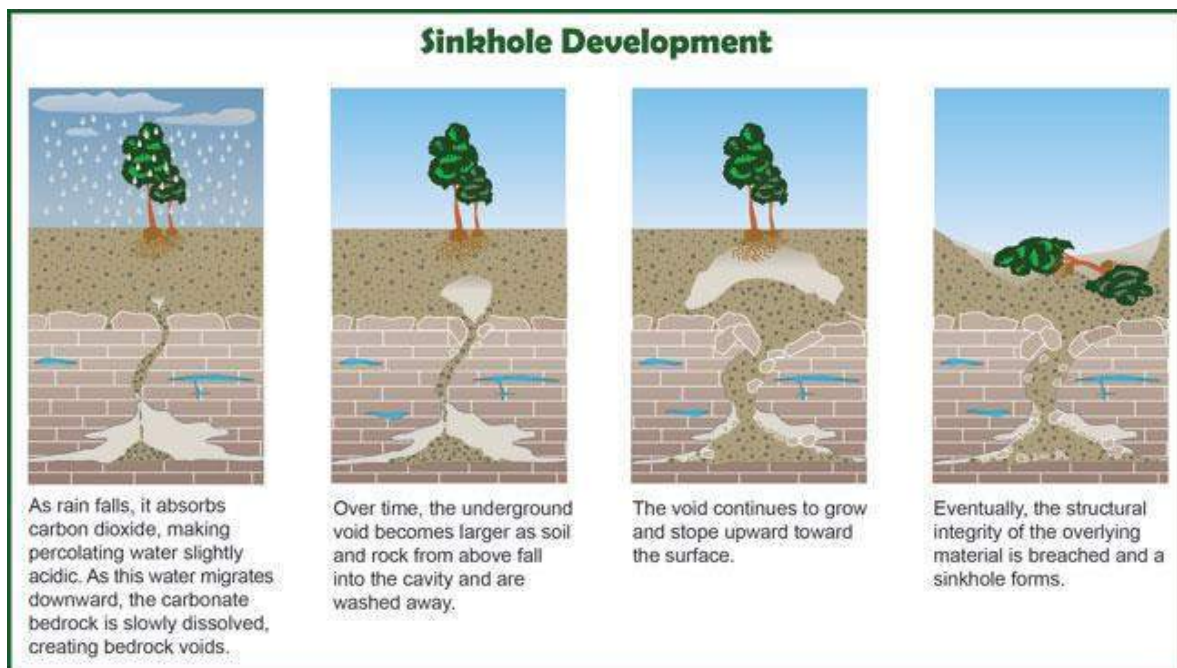 Sinkhole Development
As rain falls, it absorbs
carbon dioxide, making
percolating water slightly
acidic. As this water migrates
downward, the carbonate
bedrock is slowly dissolved,
creating bedrock voids.
Over time, the underground
void becomes larger as soil
and rock from above fall
into the cavity and are
washed away.
The void continues to grow
and stope upward toward
the surface.
Eventually, the structural
integrity of the overlying
material is breached and a
sinkhole forms.